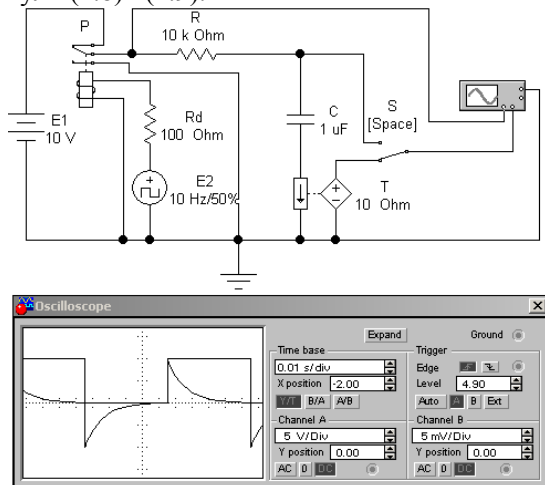 P
R
10 k Ohm
E1
10 V
Rd
100 Ohm
E2
10 Hz/50%
C
1 uF
S
[Space]
T
10 Ohm
Oscilloscope
Expand
Ground
Time base
0.01 s/div
X position -2.00
Y/T B/A A/B
Trigger
Edge
Level 4.90
Auto A B Ext
Channel A
5 V/Div
Y position 0.00
AC 0 DC
Channel B
5 mV/Div
Y position 0.00
AC 0 DC